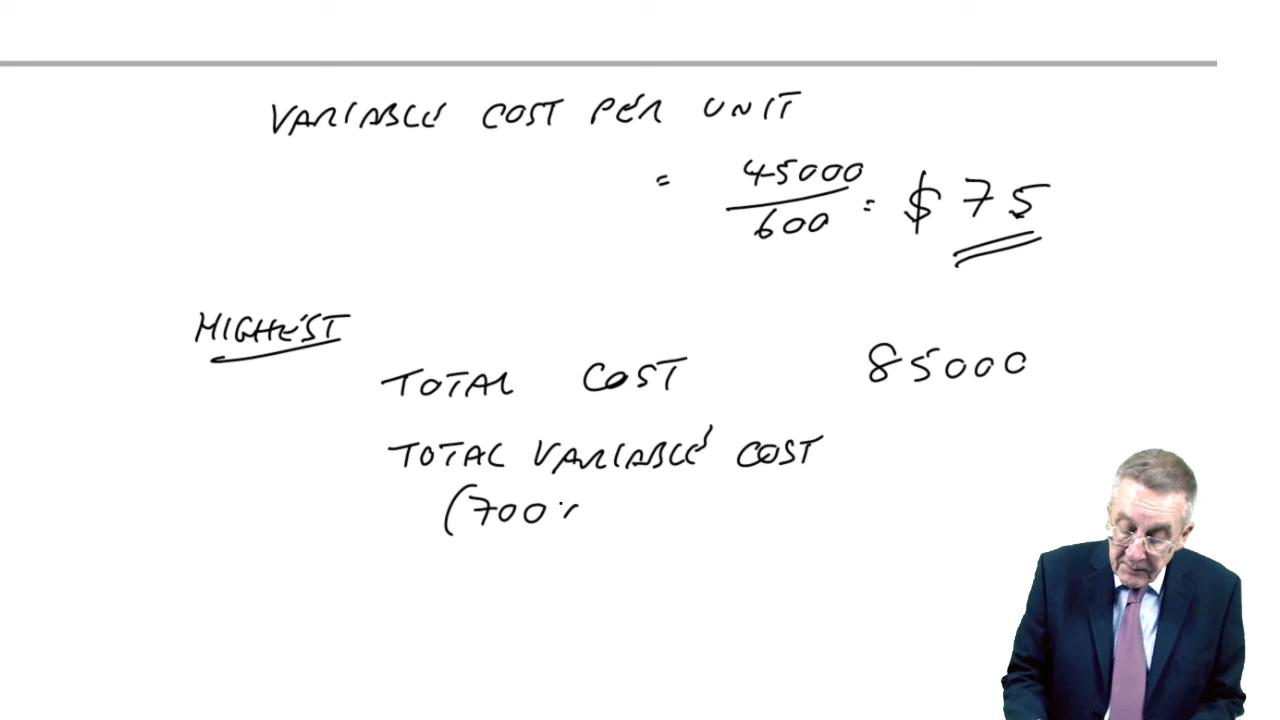 VARIABLE COST PER UNIT
= 45000
600 = $75
HIGHEST
TOTAL COST 85000
TOTAL VARIABLE COST
(700 ×